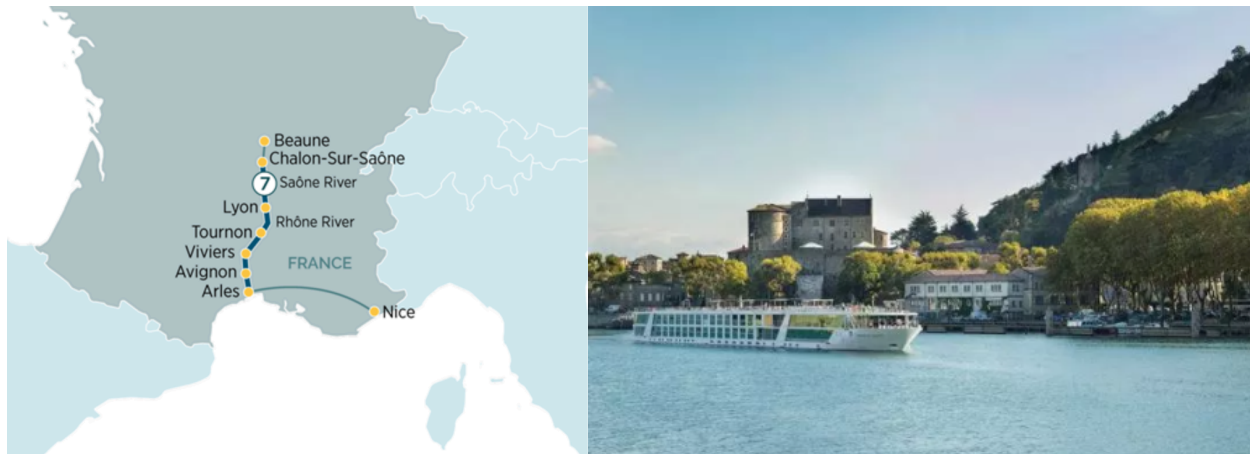 Beaune
Chalon-Sur-Saône
7
Saône River
Lyon
Rhône River
Tournon
Viviers
Avignon
FRANCE
Arles
Nice